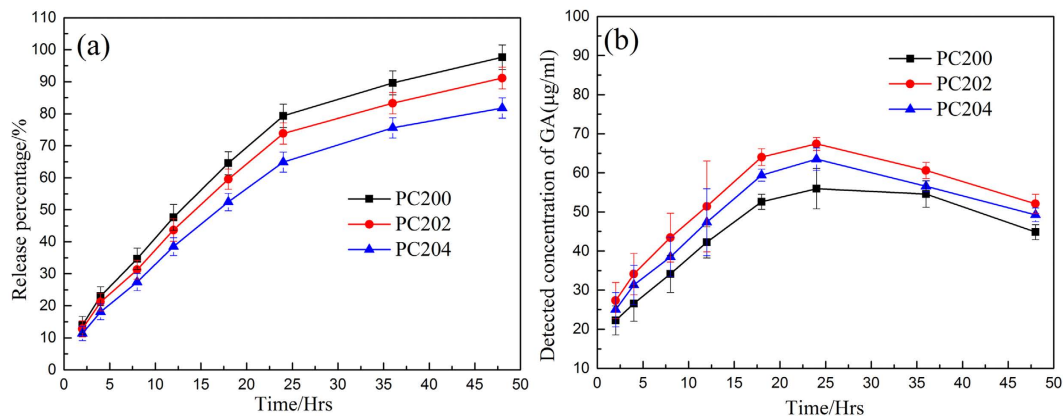 (a)
Release percentage/%
110
100
90
80
70
60
50
40
30
20
10
0
PC200
PC202
PC204
0 5 10 15 20 25 30 35 40 45 50
Time/Hrs
(b)
Detected concentration of GA(μg/ml)
100
90
80
70
60
50
40
30
20
10
PC200
PC202
PC204
0 5 10 15 20 25 30 35 40 45 50
Time/Hrs